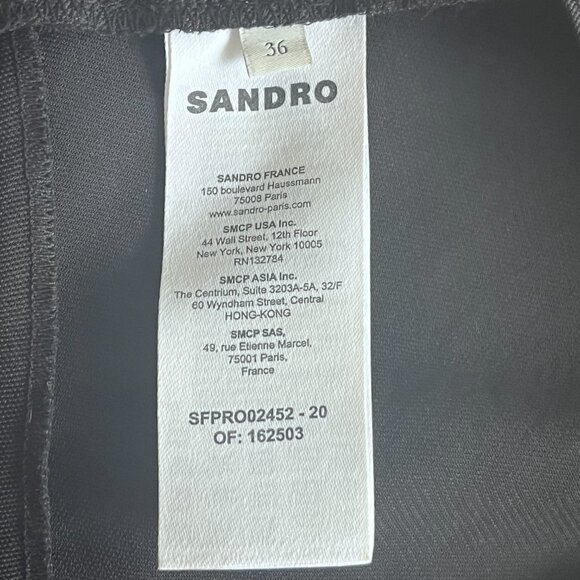 36
SANDRO
SANDRO FRANCE
150 boulevard Haussmann
75008 Paris
www.sandro-paris.com
SMCP USA Inc.
44 Wall Street, 12th Floor
New York, New York 10005
RN132784
SMCP ASIA Inc.
The Centrium, Suite 3203A-5A, 32/F
60 Wyndham Street, Central
HONG-KONG
SMCP SAS,
49, rue Etienne Marcel,
75001 Paris,
France
SFPRO02452 - 20
OF: 162503